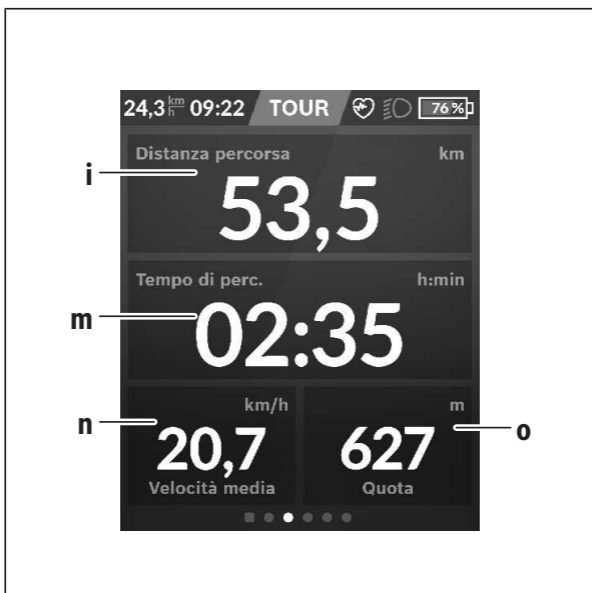 24,3 km/h 09:22 TOUR 76 %
Distanza percorsa km
i
53,5
Tempo di perc. h:min
m
02:35
km/h m
n
o
20,7 627
Velocità media Quota